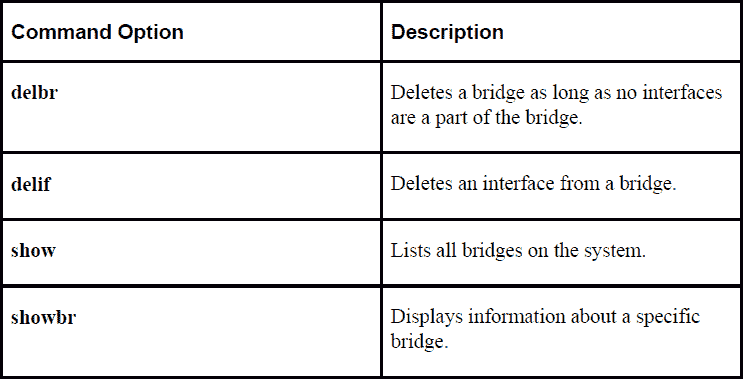 Command Option
Description
delbr
Deletes a bridge as long as no interfaces
are a part of the bridge.
delif
Deletes an interface from a bridge.
show
Lists all bridges on the system.
showbr
Displays information about a specific
bridge.